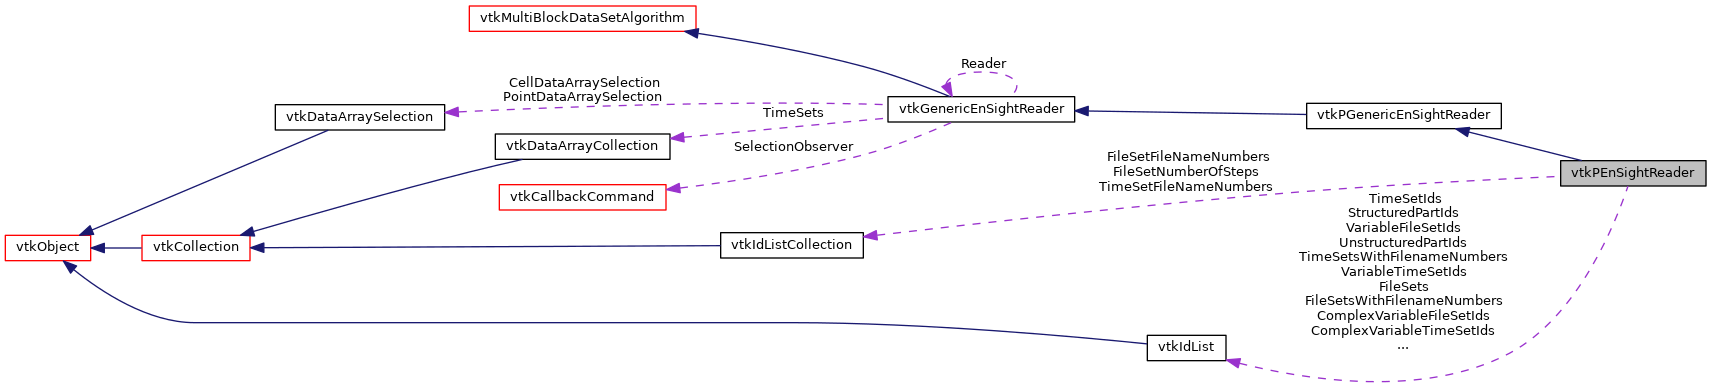 vtkMultiBlockDataSetAlgorithm
Reader
CellDataArraySelection
PointDataArraySelection
vtkGenericEnSightReader
vtkPGenericEnSightReader
vtkDataArraySelection
TimeSets
vtkDataArrayCollection
SelectionObserver
FileSetFileNameNumbers
FileSetNumberOfSteps
TimeSetFileNameNumbers
vtkPEnSightReader
vtkCallbackCommand
TimeSetIds
StructuredPartIds
VariableFileSetIds
UnstructuredPartIds
TimeSetsWithFilenameNumbers
VariableTimeSetIds
FileSets
FileSetsWithFilenameNumbers
ComplexVariableFileSetIds
ComplexVariableTimeSetIds
...
vtkObject
vtkCollection
vtkIdListCollection
vtkIdList